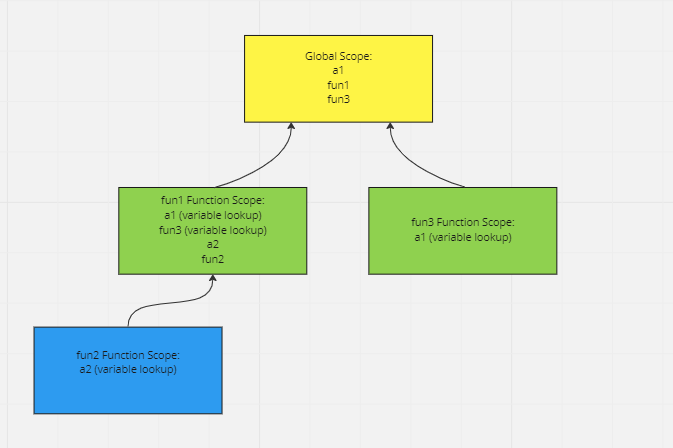 Global Scope:
a1
fun1
fun3
fun1 Function Scope:
a1 (variable lookup)
fun3 (variable lookup)
a2
fun2
fun3 Function Scope:
a1 (variable lookup)
fun2 Function Scope:
a2 (variable lookup)